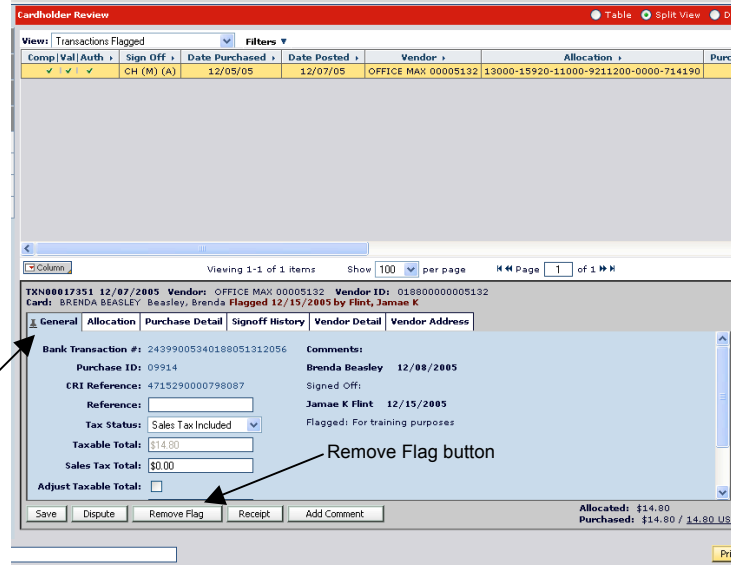 Cardholder Review Table Split View D
View: Transactions Flagged Filters
Comp|Val|Auth Sign Off Date Purchased Date Posted Vendor Allocation Purc
CH (M) (A) 12/05/05 12/07/05 OFFICE MAX 00005132 13000-15920-11000-9211200-0000-714190
Column Viewing 1-1 of 1 items Show 100 per page Page 1 of 1
TXN00017351 12/07/2005 Vendor: OFFICE MAX 00005132 Vendor ID: 018800000005132
Card: BRENDA BEASLEY Beasley, Brenda Flagged 12/15/2005 by Flint, Jamae K
General Allocation Purchase Detail Signoff History Vendor Detail Vendor Address
Bank Transaction #: 24399005340188051312056 Comments:
Purchase ID: 09914 Brenda Beasley 12/08/2005
CRI Reference: 4715290000798087 Signed Off:
Reference: Jamae K Flint 12/15/2005
Tax Status: Sales Tax Included Flagged: For training purposes
Taxable Total: $14.80
Remove Flag button
Sales Tax Total: $0.00
Adjust Taxable Total:
Save Dispute Remove Flag Receipt Add Comment Allocated: $14.80
Purchased: $14.80 / 14.80 US
Pri